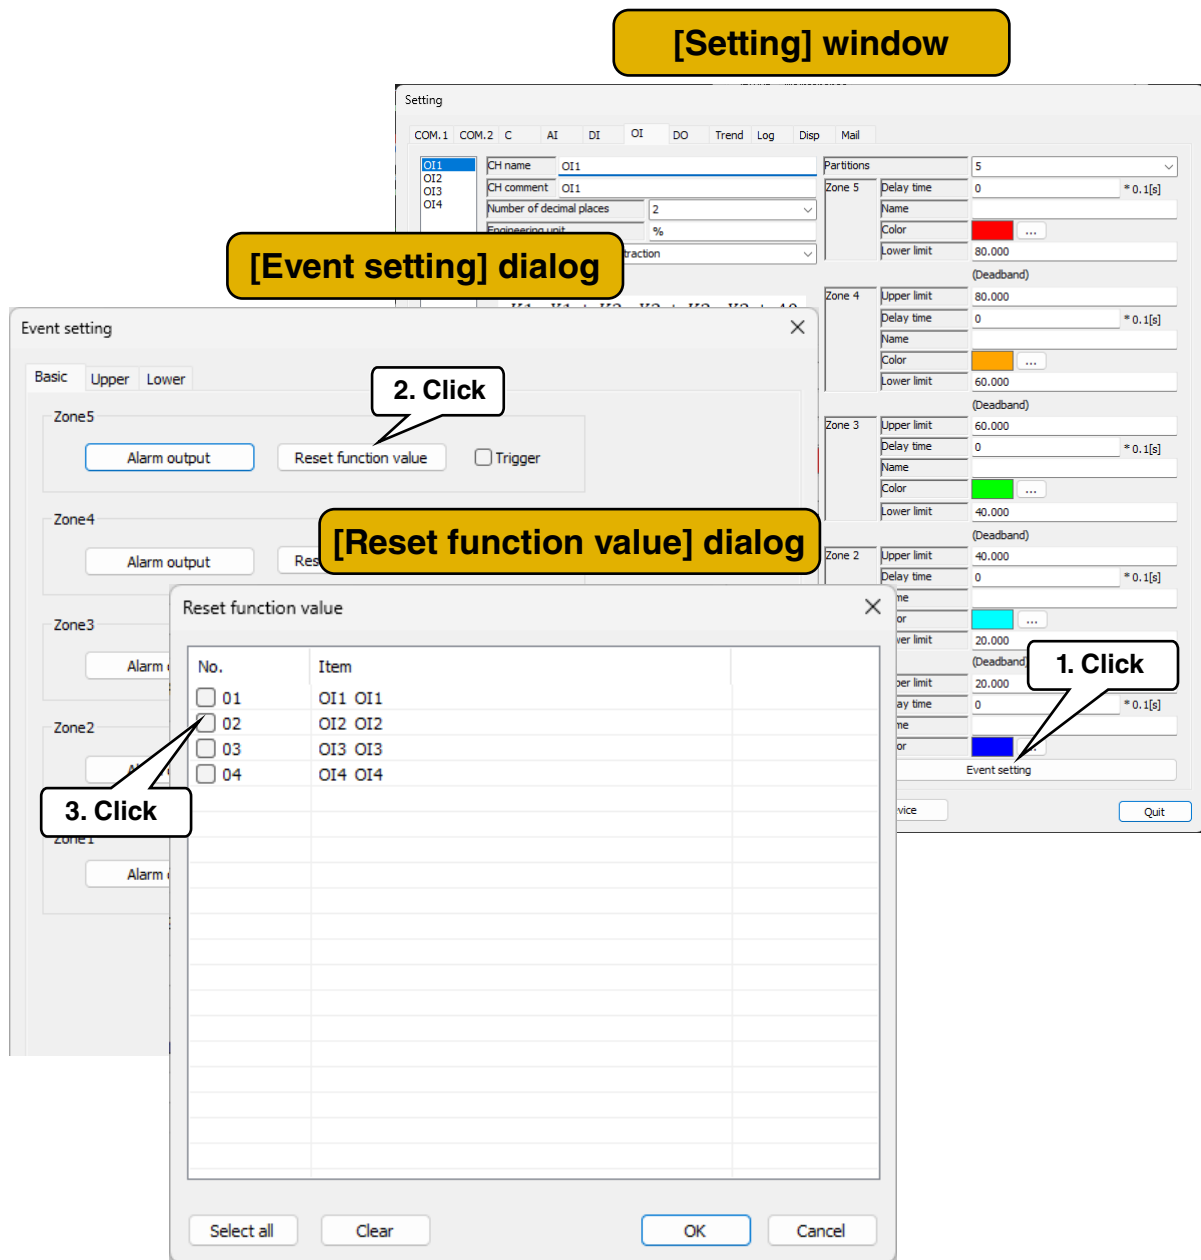 [Setting] window
Setting
COM.1 COM.2 C AI DI OI DO Trend Log Disp Mail
OI1
OI2
OI3
OI4
CH name OI1
CH comment OI1
Number of decimal places 2
Engineering unit %
Partitions 5
Zone 5 Delay time 0 * 0.1[s]
Name
Color ...
Lower limit 80.000
(Deadband)
Zone 4 Upper limit 80.000
Delay time 0 * 0.1[s]
Name
Color ...
Lower limit 60.000
(Deadband)
Zone 3 Upper limit 60.000
Delay time 0 * 0.1[s]
Name
Color ...
Lower limit 40.000
(Deadband)
Zone 2 Upper limit 40.000
Delay time 0 * 0.1[s]
...
20.000
(Deadband)
20.000
0 * 0.1[s]
1. Click
Event setting
Quit
[Event setting] dialog
Event setting
Basic Upper Lower
2. Click
Zone5
Alarm output Reset function value Trigger
Zone4
Alarm output
Zone3
Alarm
Zone2
Zone1
Alarm
[Reset function value] dialog
Reset function value
No. Item
01 OI1 OI1
02 OI2 OI2
03 OI3 OI3
04 OI4 OI4
3. Click
Select all Clear OK Cancel